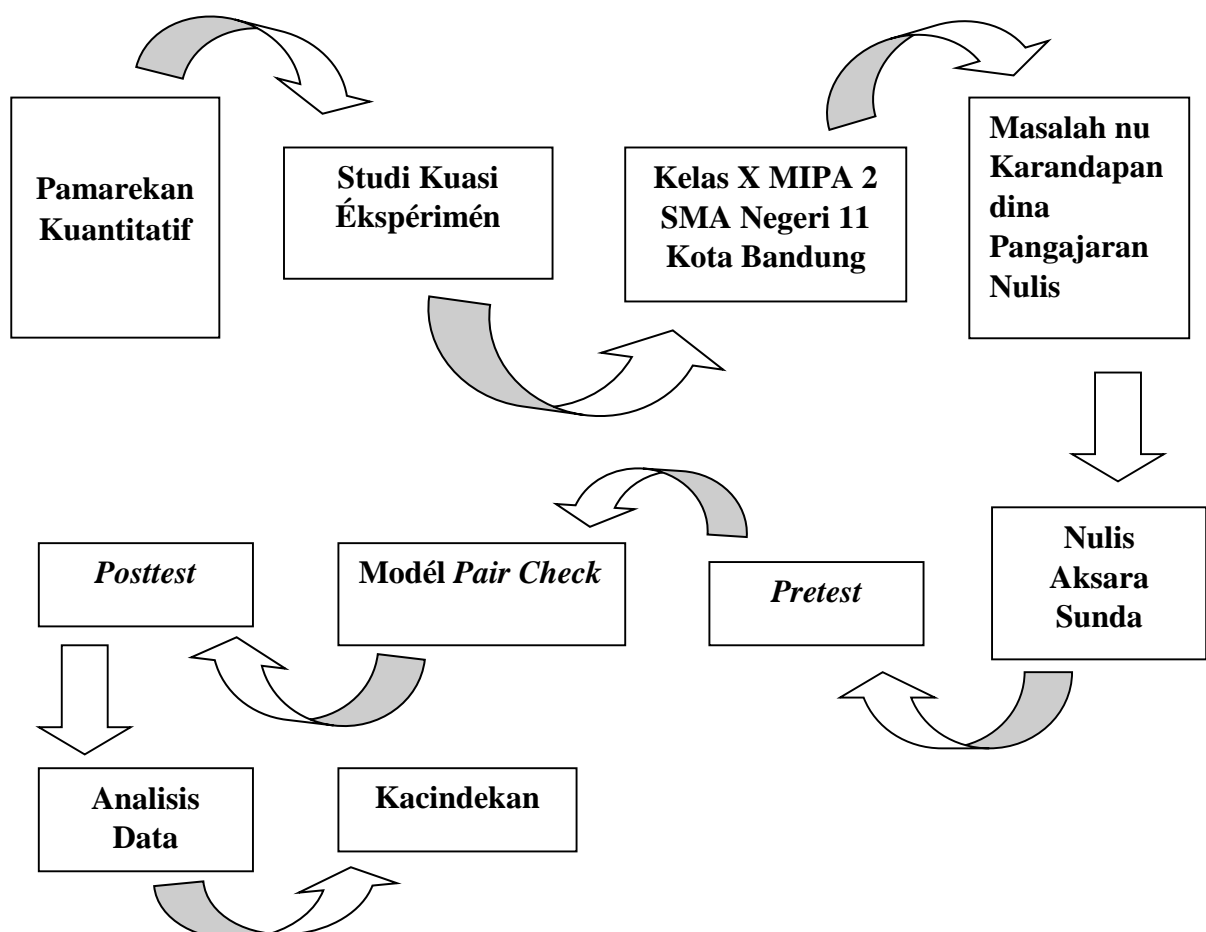 Pamarekan
Kuantitatif
Studi Kuasi
Ékspérimén
Kelas X MIPA 2
SMA Negeri 11
Kota Bandung
Masalah nu
Karandapan
dina
Pangajaran
Nulis
Nulis
Aksara
Sunda
Pretest
Modél Pair Check
Posttest
Analisis
Data
Kacindekan